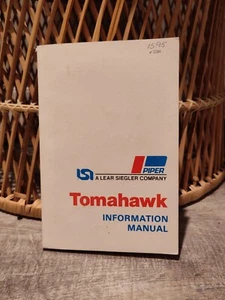 PIPER
A LEAR SIEGLER COMPANY
Tomahawk
INFORMATION
MANUAL